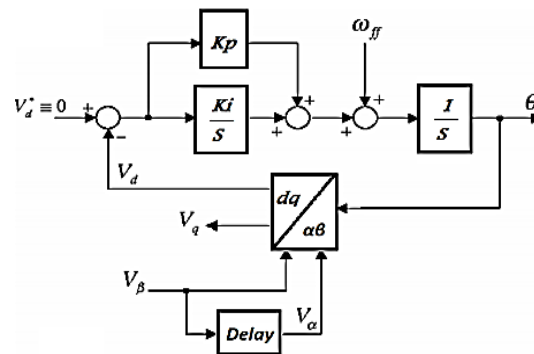 Kp
ω_ff
V_d^* ≡ 0
+
−
Ki
S
+
+
+
+
I
S
θ
V_d
dq
αβ
V_q
V_β
Delay
V_α